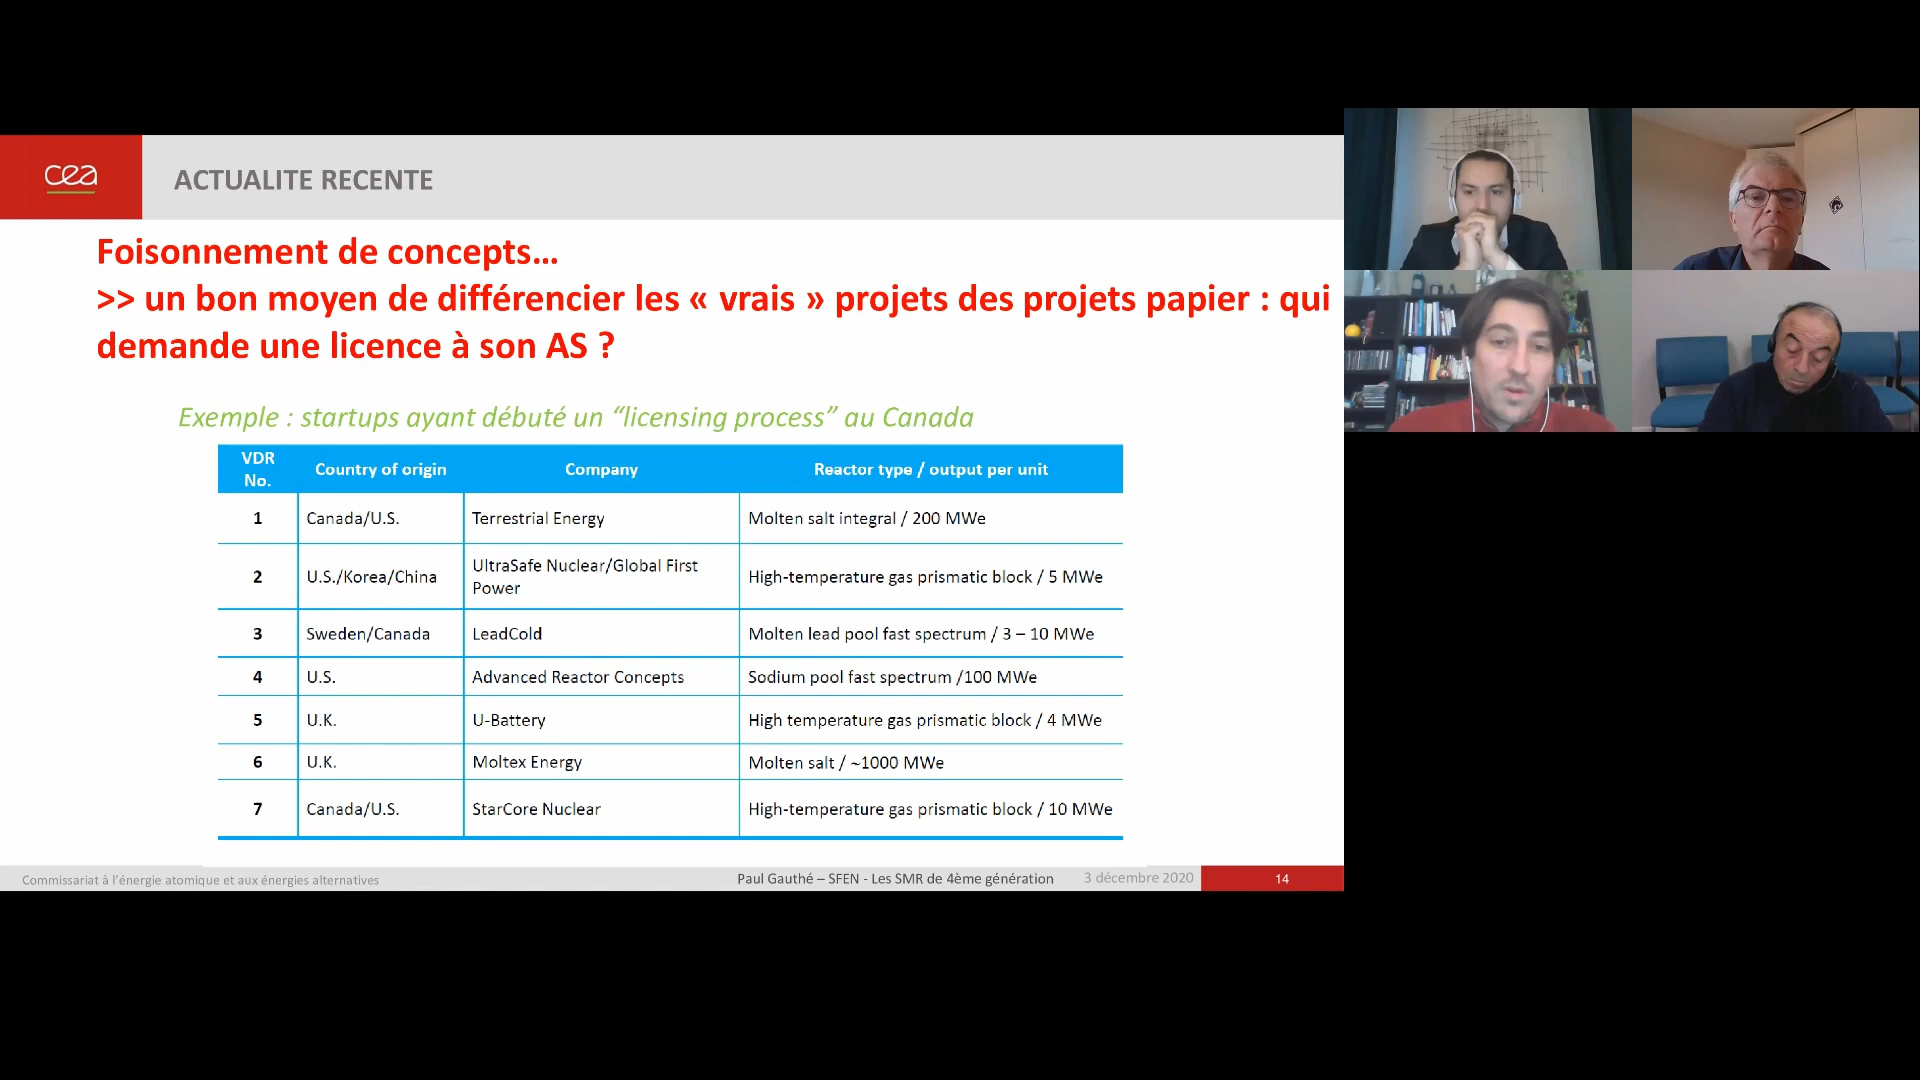 cea
ACTUALITE RECENTE
Foisonnement de concepts...
>> un bon moyen de différencier les « vrais » projets des projets papier : qui
demande une licence à son AS ?
Exemple : startups ayant débuté un “licensing process” au Canada
VDR No. Country of origin Company Reactor type / output per unit
1 Canada/U.S. Terrestrial Energy Molten salt integral / 200 MWe
2 U.S./Korea/China UltraSafe Nuclear/Global First Power High-temperature gas prismatic block / 5 MWe
3 Sweden/Canada LeadCold Molten lead pool fast spectrum / 3 – 10 MWe
4 U.S. Advanced Reactor Concepts Sodium pool fast spectrum /100 MWe
5 U.K. U-Battery High temperature gas prismatic block / 4 MWe
6 U.K. Moltex Energy Molten salt / ~1000 MWe
7 Canada/U.S. StarCore Nuclear High-temperature gas prismatic block / 10 MWe
Commissariat à l’énergie atomique et aux énergies alternatives
Paul Gauthé – SFEN - Les SMR de 4ème génération
3 décembre 2020
14